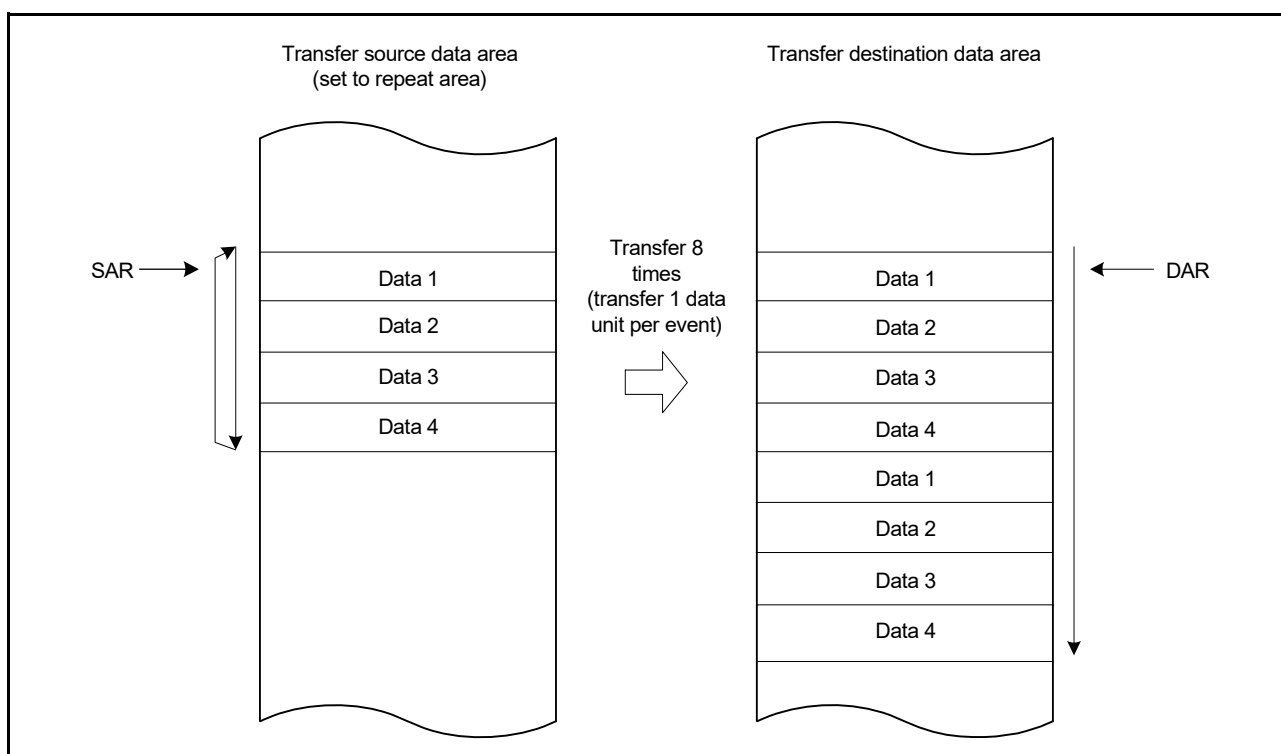 Transfer source data area
(set to repeat area)
Transfer destination data area
SAR
Data 1
Data 2
Data 3
Data 4
Transfer 8
times
(transfer 1 data
unit per event)
DAR
Data 1
Data 2
Data 3
Data 4
Data 1
Data 2
Data 3
Data 4